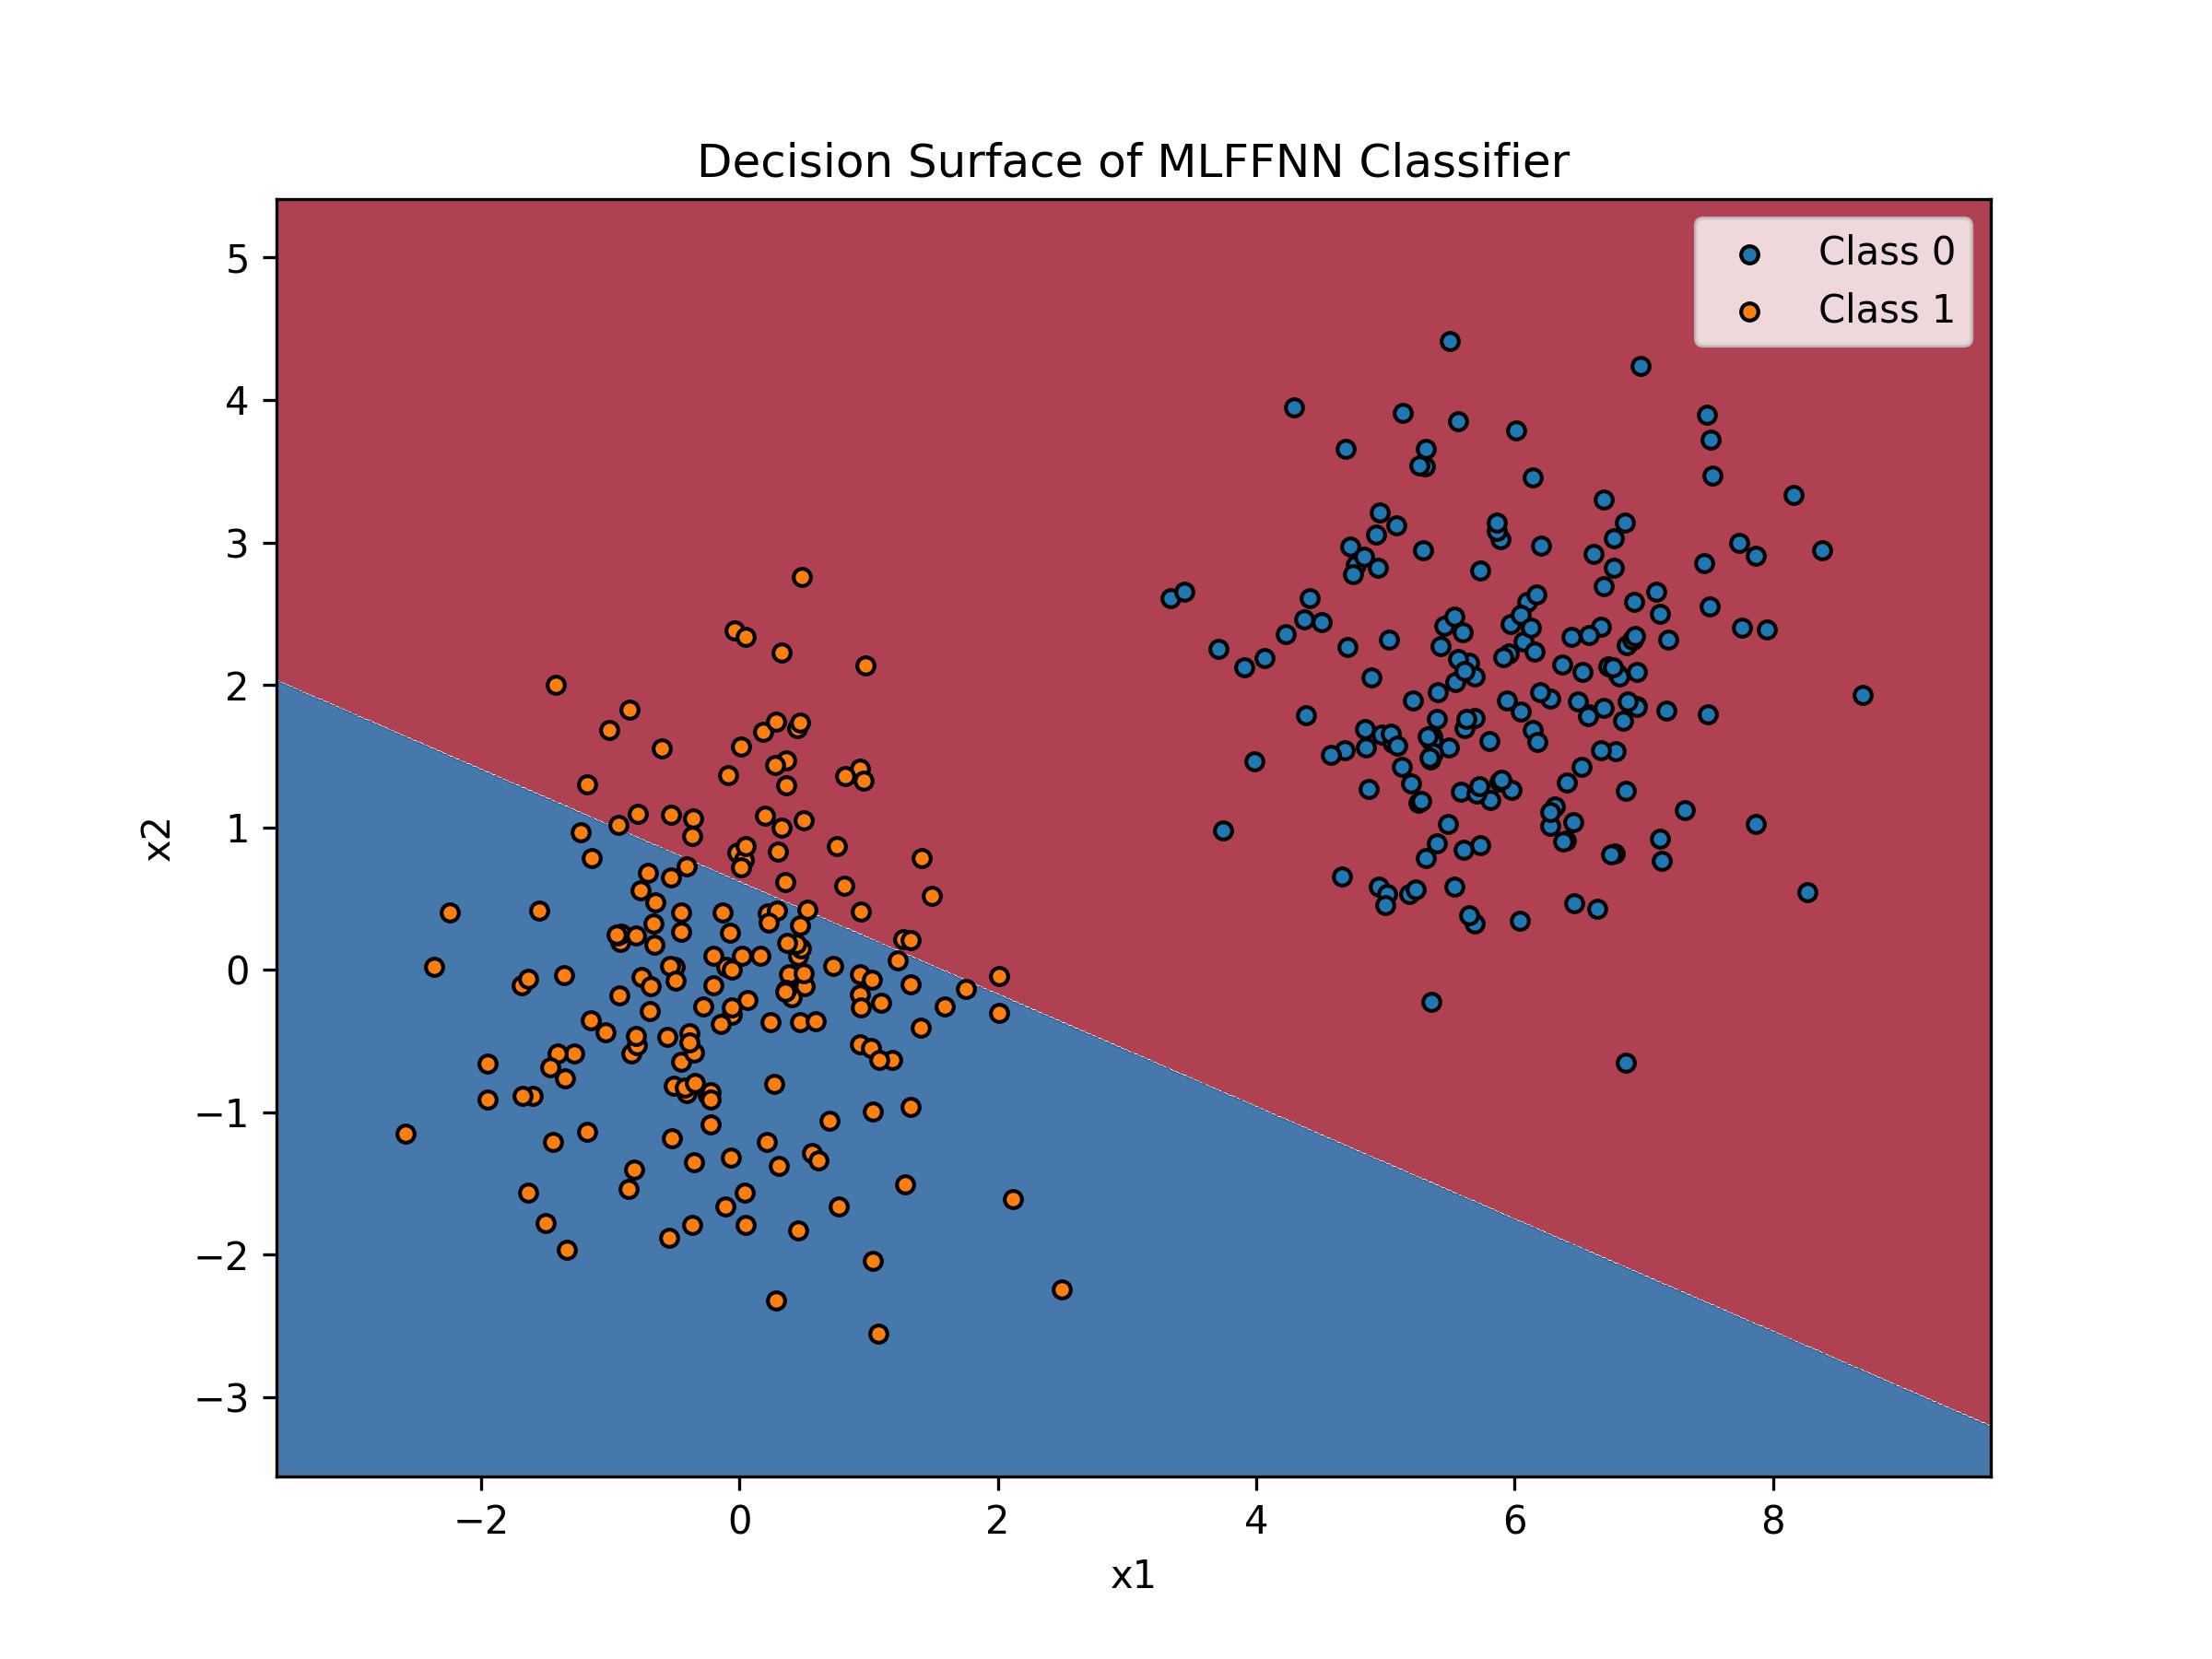 Decision Surface of MLFFNN Classifier
Class 0
Class 1
5
4
3
2
1
0
−1
−2
−3
x2
−2 0 2 4 6 8
x1